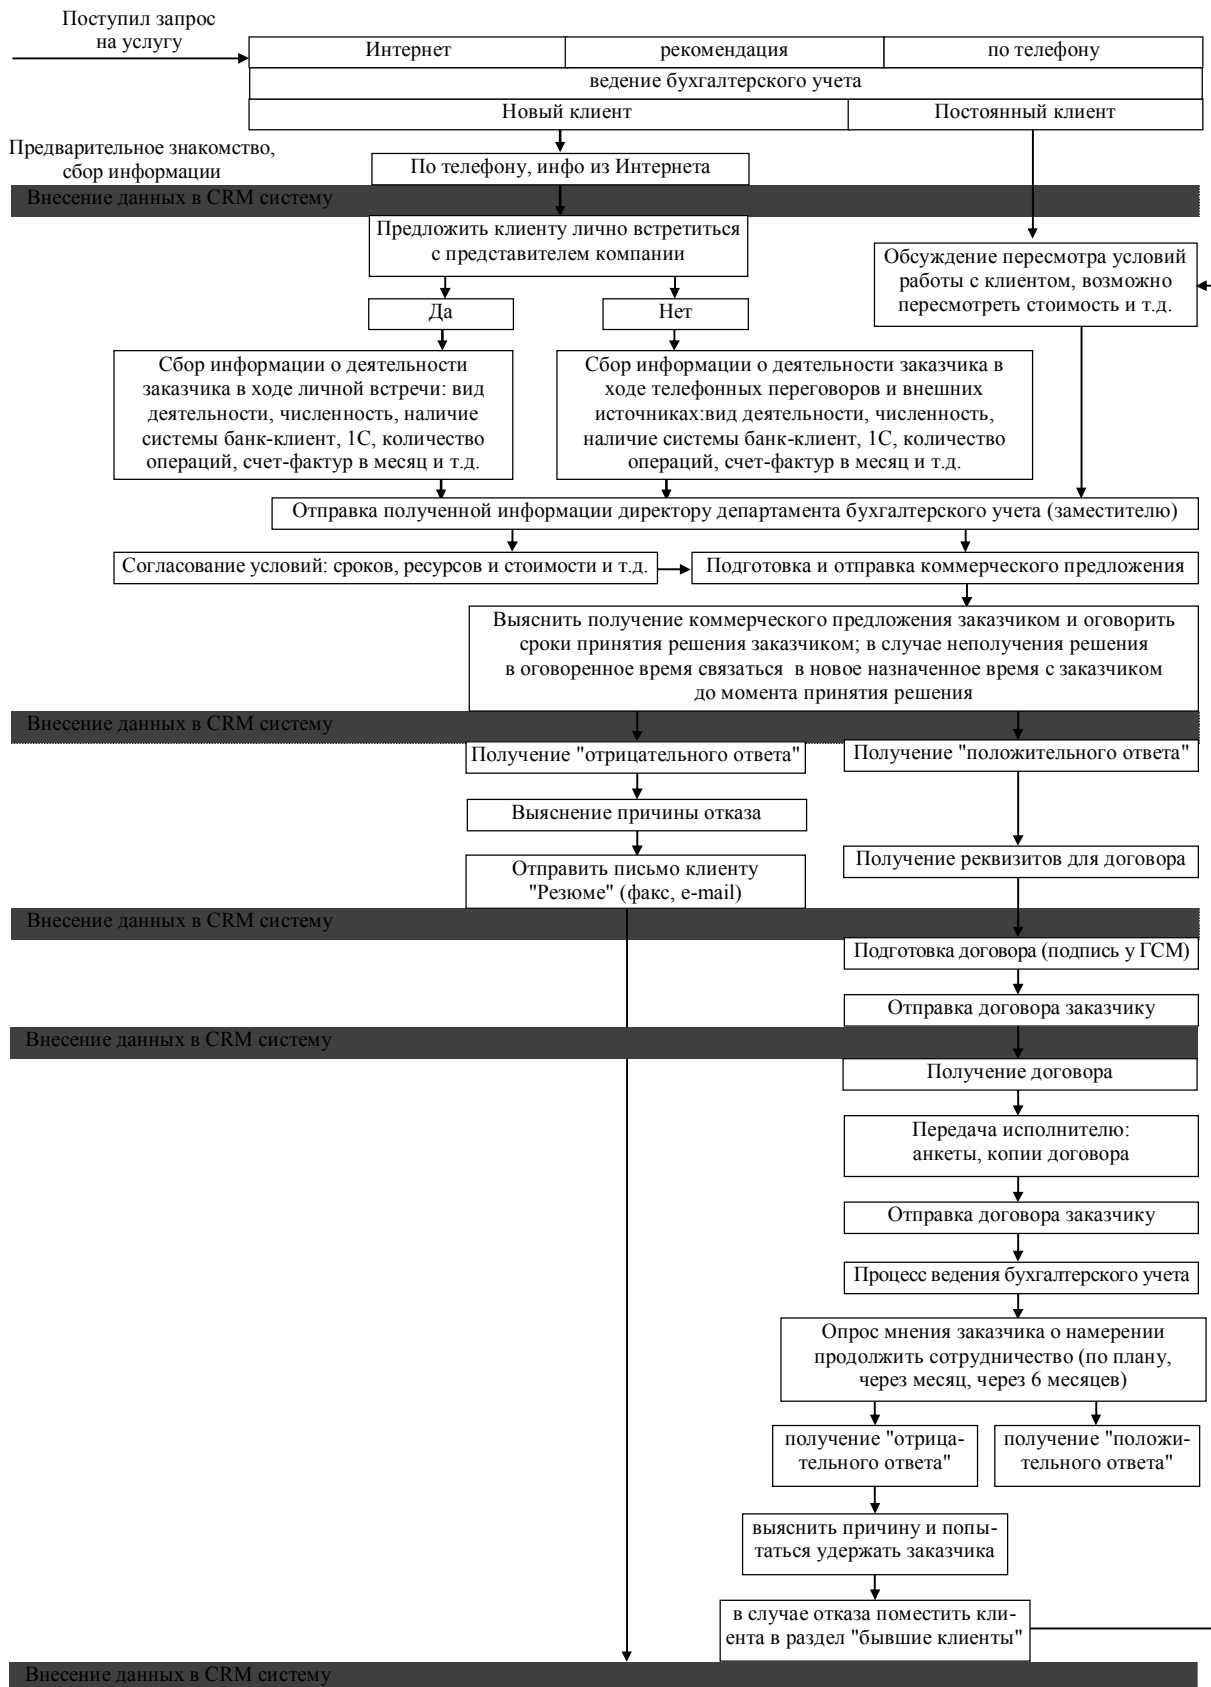 Поступил запрос
на услугу
Интернет
рекомендация
по телефону
ведение бухгалтерского учета
Новый клиент
Постоянный клиент
Предварительное знакомство,
сбор информации
По телефону, инфо из Интернета
Внесение данных в CRM систему
Предложить клиенту лично встретиться
с представителем компании
Обсуждение пересмотра условий
работы с клиентом, возможно
пересмотреть стоимость и т.д.
Да
Нет
Сбор информации о деятельности
заказчика в ходе личной встречи: вид
деятельности, численность, наличие
системы банк-клиент, 1С, количество
операций, счет-фактур в месяц и т.д.
Сбор информации о деятельности заказчика в
ходе телефонных переговоров и внешних
источниках:вид деятельности, численность,
наличие системы банк-клиент, 1С, количество
операций, счет-фактур в месяц и т.д.
Отправка полученной информации директору департамента бухгалтерского учета (заместителю)
Согласование условий: сроков, ресурсов и стоимости и т.д.
Подготовка и отправка коммерческого предложения
Выяснить получение коммерческого предложения заказчиком и оговорить
сроки принятия решения заказчиком; в случае неполучения решения
в оговоренное время связаться в новое назначенное время с заказчиком
до момента принятия решения
Внесение данных в CRM систему
Получение "отрицательного ответа"
Получение "положительного ответа"
Выяснение причины отказа
Получение реквизитов для договора
Отправить письмо клиенту
"Резюме" (факс, e-mail)
Внесение данных в CRM систему
Подготовка договора (подпись у ГСМ)
Отправка договора заказчику
Внесение данных в CRM систему
Получение договора
Передача исполнителю:
анкеты, копии договора
Отправка договора заказчику
Процесс ведения бухгалтерского учета
Опрос мнения заказчика о намерении
продолжить сотрудничество (по плану,
через месяц, через 6 месяцев)
получение "отрица-
тельного ответа"
получение "положи-
тельного ответа"
выяснить причину и попы-
таться удержать заказчика
в случае отказа поместить кли-
ента в раздел "бывшие клиенты"
Внесение данных в CRM систему